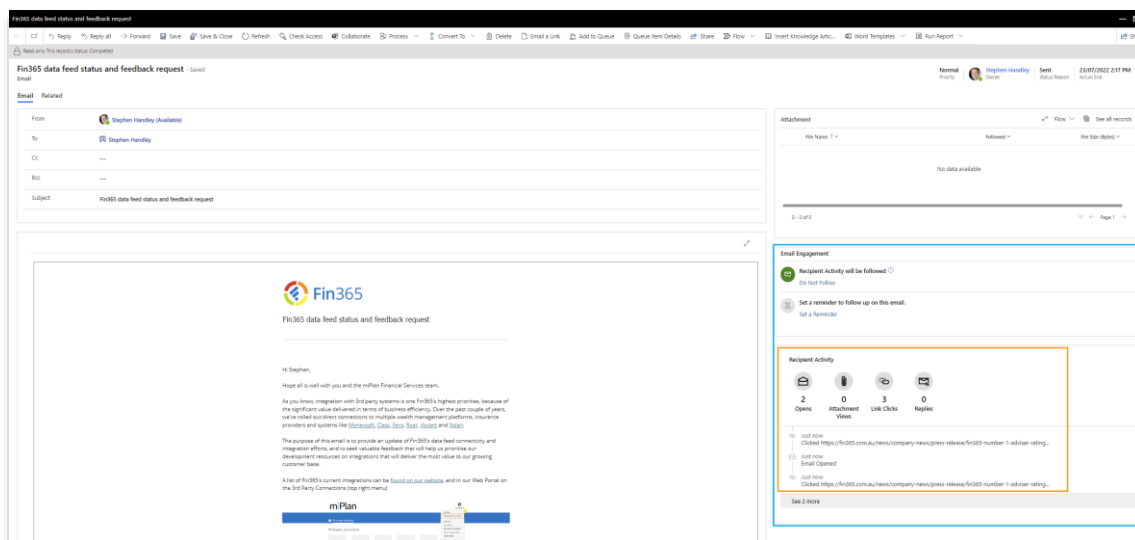 Fin365 data feed status and feedback request
Reply Reply all Forward Save Save & Close Refresh Check Access Collaborate Process Convert To Delete Email a Link Add to Queue Queue Item Details Share Flow Insert Knowledge Artic... Word Templates Run Report
Read-only This record's status: Completed
Fin365 data feed status and feedback request - Saved
Email
Normal
Priority
Stephen Handley
Owner
Sent
Status Reason
23/07/2022 2:17 PM
Actual End
Email Related
From Stephen Handley (Available)
To Stephen Handley
Cc ---
Bcc ---
Subject Fin365 data feed status and feedback request
Attachment Flow See all records
File Name ↑ Followed File Size (Bytes)
No data available
0 - 0 of 0 Page 1
Fin365
Fin365 data feed status and feedback request
Hi Stephen,
Hope all is well with you and the miPlan Financial Services team.
As you know, integration with 3rd party systems is one Fin365's highest priorities, because of
the significant value delivered in terms of business efficiency. Over the past couple of years,
we've rolled out direct connections to multiple wealth management platforms, insurance
providers and systems like Moneysoft, Class, Xero, Roar, Iressnt and Xplan.
The purpose of this email is to provide an update of Fin365's data feed connectivity and
integration efforts, and to seek valuable feedback that will help us prioritise our
development resources on integrations that will deliver the most value to our growing
customer base.
A list of Fin365's current integrations can be found on our website, and in our Web Portal on
the 3rd Party Connections (top right menu)
miPlan
Email Engagement
Recipient Activity will be followed
Do Not Follow
Set a reminder to follow up on this email.
Set a Reminder
Recipient Activity
2 0 3 0
Opens Attachment Views Link Clicks Replies
Just now
Clicked https://fin365.com.au/news/company-news/press-release/fin365-number-1-adviser-rating...
Just now
Email Opened
Just now
Clicked https://fin365.com.au/news/company-news/press-release/fin365-number-1-adviser-rating...
See 2 more